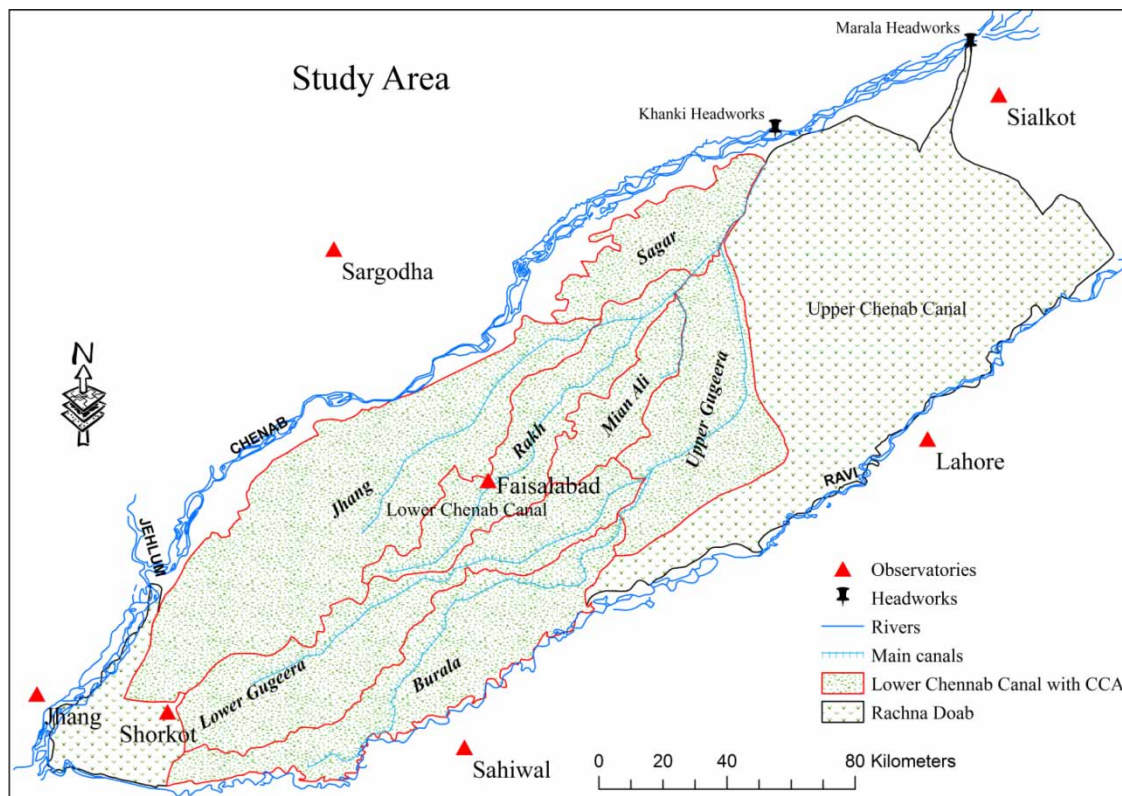 Marala Headworks
Study Area
Khanki Headworks
Sialkot
Sagar
Sargodha
Upper Chenab Canal
N
CHENAB
Rakh
Mian Ali
Upper Gugeera
Lahore
Jhang
Faisalabad
Lower Chenab Canal
RAVI
JEHLUM
Observatories
Headworks
Rivers
Main canals
Lower Chennab Canal with CCA
Rachna Doab
Lower Gugeera
Burala
Jhang
Shorkot
Sahiwal
0 20 40 60 80 Kilometers